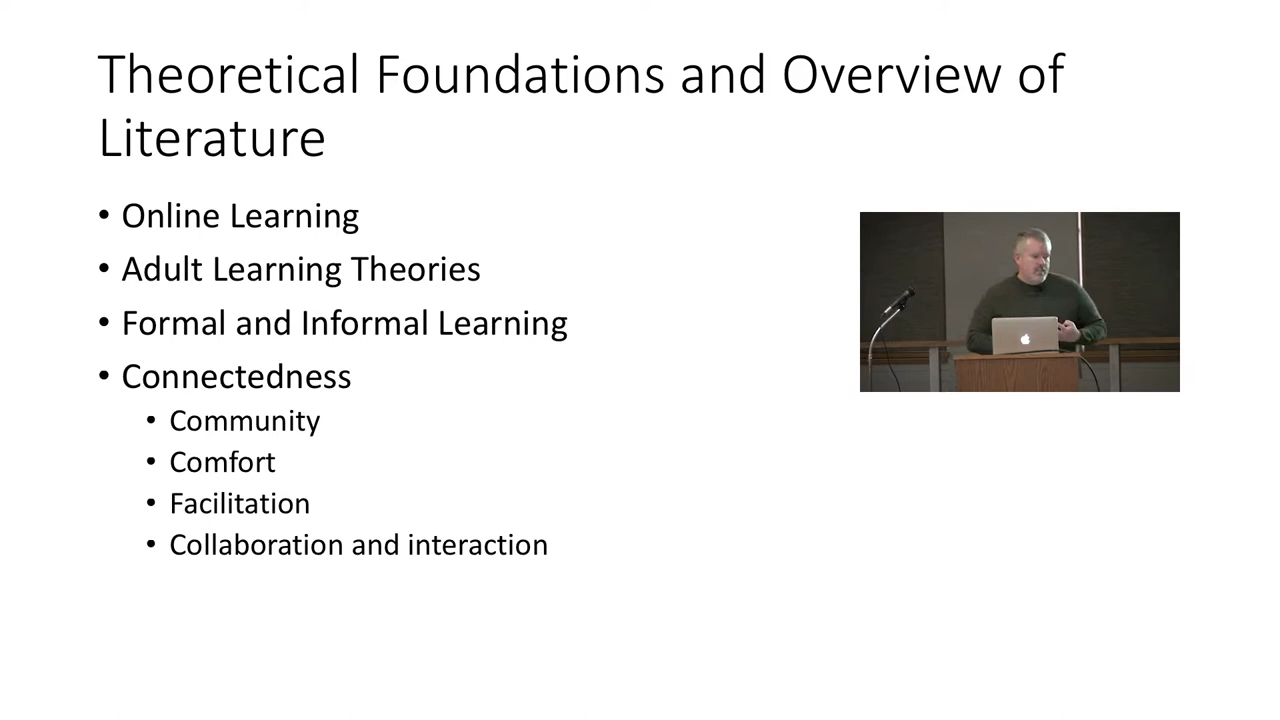 Theoretical Foundations and Overview of
Literature
• Online Learning
• Adult Learning Theories
• Formal and Informal Learning
• Connectedness
• Community
• Comfort
• Facilitation
• Collaboration and interaction